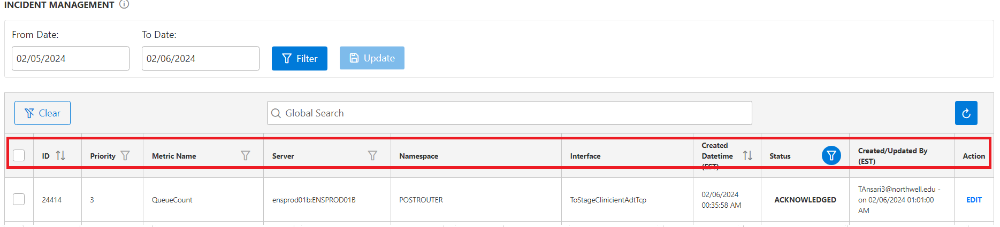 INCIDENT MANAGEMENT
From Date: To Date:
02/05/2024 02/06/2024 Filter Update
Clear Global Search
ID Priority Metric Name Server Namespace Interface Created Datetime (EST) Status Created/Updated By (EST) Action
24414 3 QueueCount ensprod01b:ENSPROD01B POSTROUTER ToStageClinicientAdtTcp 02/06/2024 00:35:58 AM ACKNOWLEDGED TAnsari3@northwell.edu - on 02/06/2024 01:01:00 AM EDIT